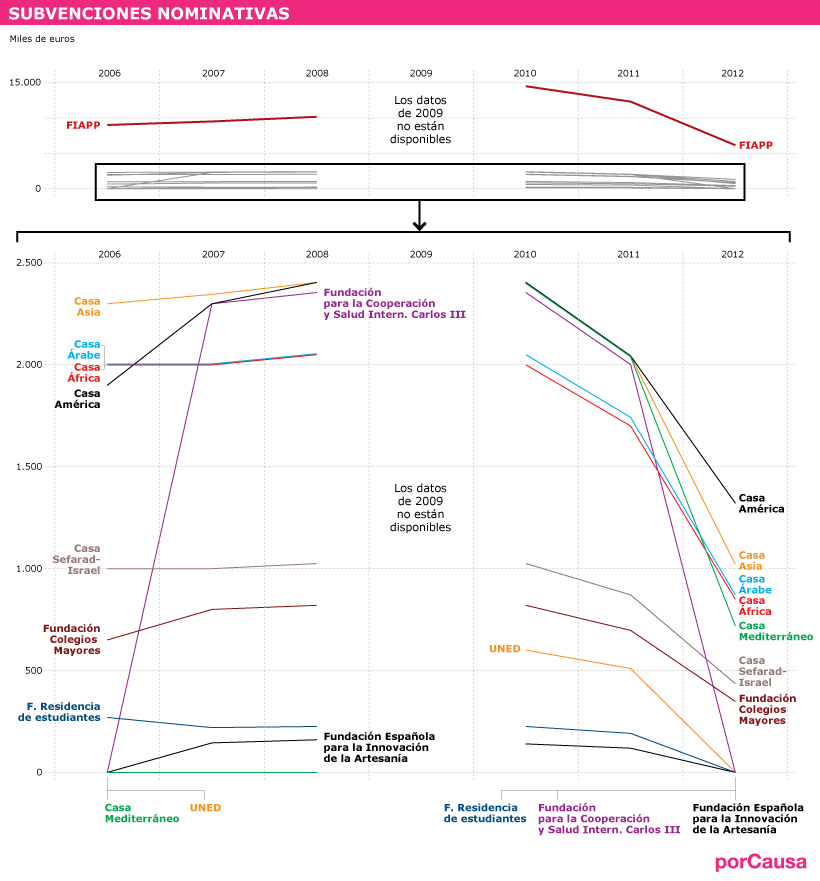 SUBVENCIONES NOMINATIVAS
Miles de euros
2006 2007 2008 2009 2010 2011 2012
15.000
Los datos
de 2009
no están
disponibles
FIAPP
FIAPP
0
2006 2007 2008 2009 2010 2011 2012
2.500
Casa
Asia
Fundación
para la Cooperación
y Salud Intern. Carlos III
Casa
Árabe
2.000
Casa
África
Casa
América
1.500
Los datos
de 2009
no están
disponibles
Casa
América
Casa
Asia
Casa
Árabe
Casa
África
Casa
Mediterráneo
Casa
Sefarad-
Israel
1.000
Fundación
Colegios
Mayores
UNED
Casa
Sefarad-
Israel
500
Fundación
Colegios
Mayores
F. Residencia
de estudiantes
Fundación Española
para la Innovación
de la Artesanía
0
Casa
Mediterráneo
UNED
F. Residencia
de estudiantes
Fundación
para la Cooperación
y Salud Intern. Carlos III
Fundación Española
para la Innovación
de la Artesanía
porCausa